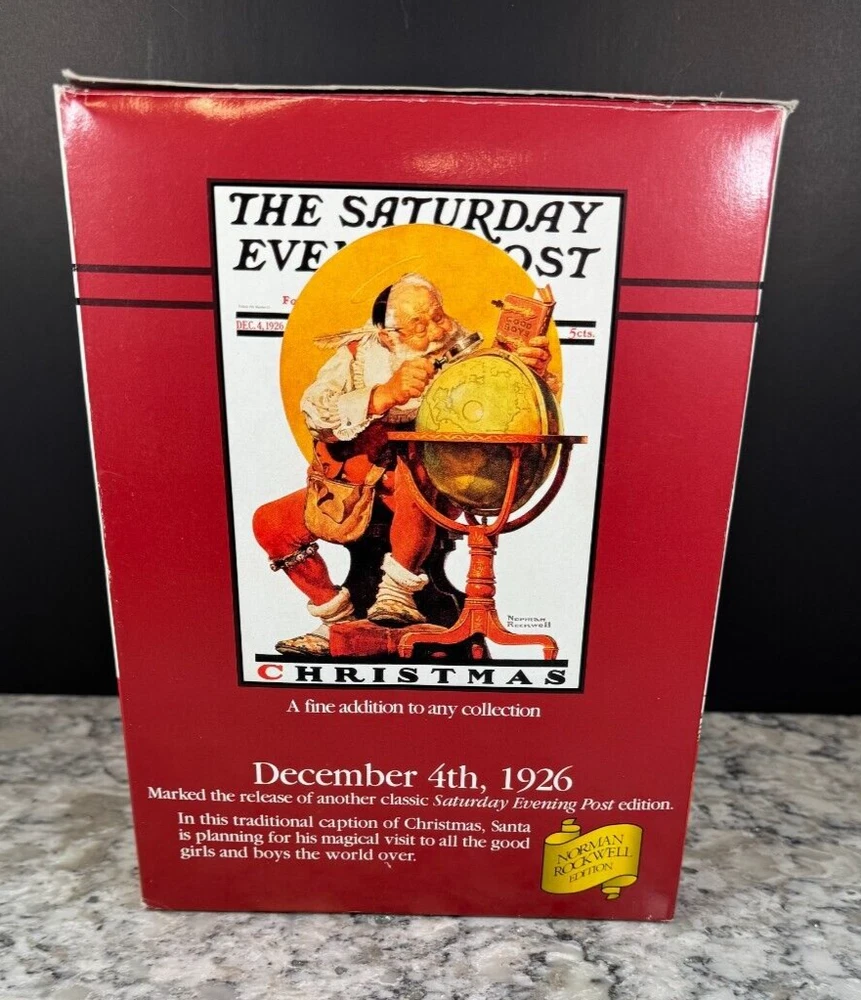 THE SATURDAY
EVE OST
Fo
DEC. 4, 1926
5cts.
GOOD
BOYS
Norman
Rockwell
CHRISTMAS
A fine addition to any collection
December 4th, 1926
Marked the release of another classic Saturday Evening Post edition.
In this traditional caption of Christmas, Santa
is planning for his magical visit to all the good
girls and boys the world over.
NORMAN
ROCKWELL
EDITION